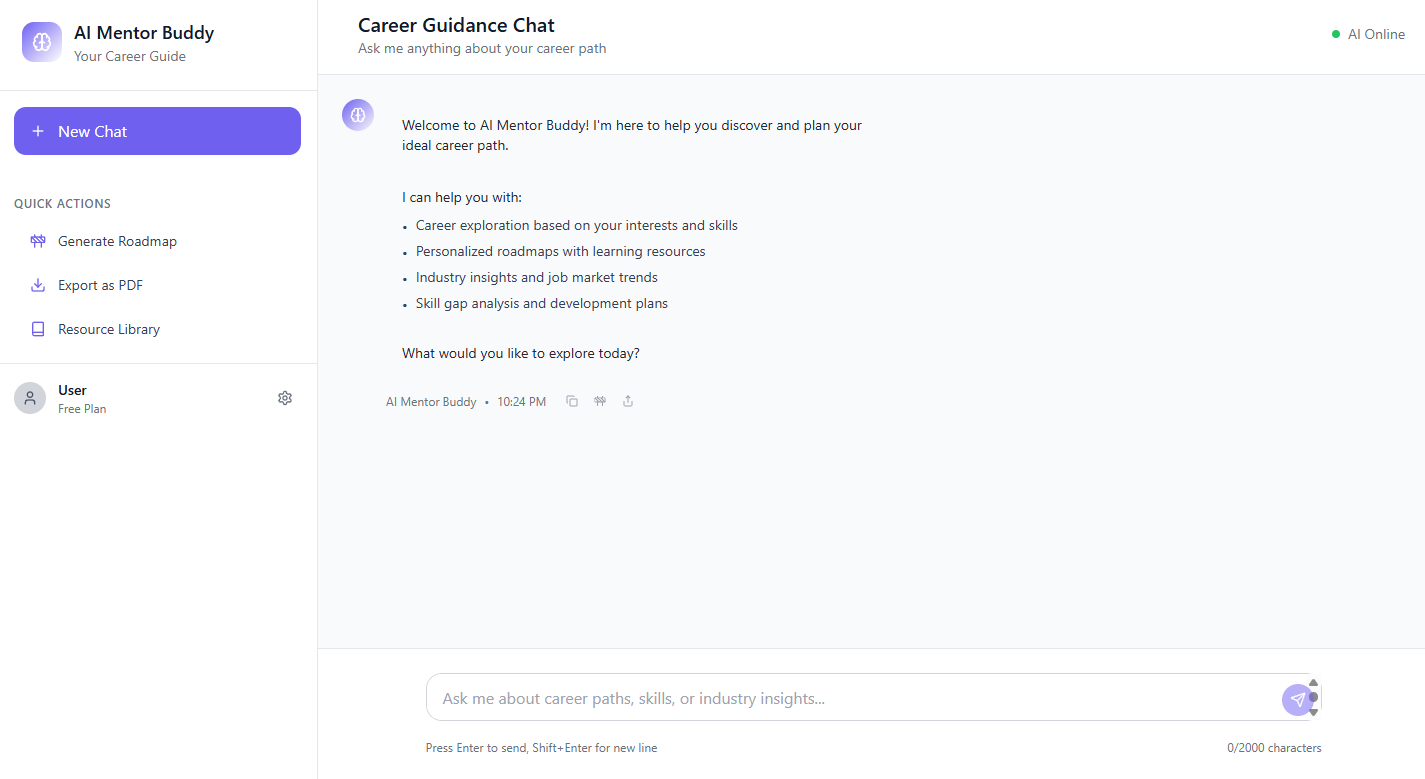 AI Mentor Buddy
Your Career Guide
New Chat
QUICK ACTIONS
Generate Roadmap
Export as PDF
Resource Library
User
Free Plan
Career Guidance Chat
Ask me anything about your career path
AI Online
Welcome to AI Mentor Buddy! I'm here to help you discover and plan your
ideal career path.
I can help you with:
• Career exploration based on your interests and skills
• Personalized roadmaps with learning resources
• Industry insights and job market trends
• Skill gap analysis and development plans
What would you like to explore today?
AI Mentor Buddy • 10:24 PM
Ask me about career paths, skills, or industry insights...
Press Enter to send, Shift+Enter for new line
0/2000 characters